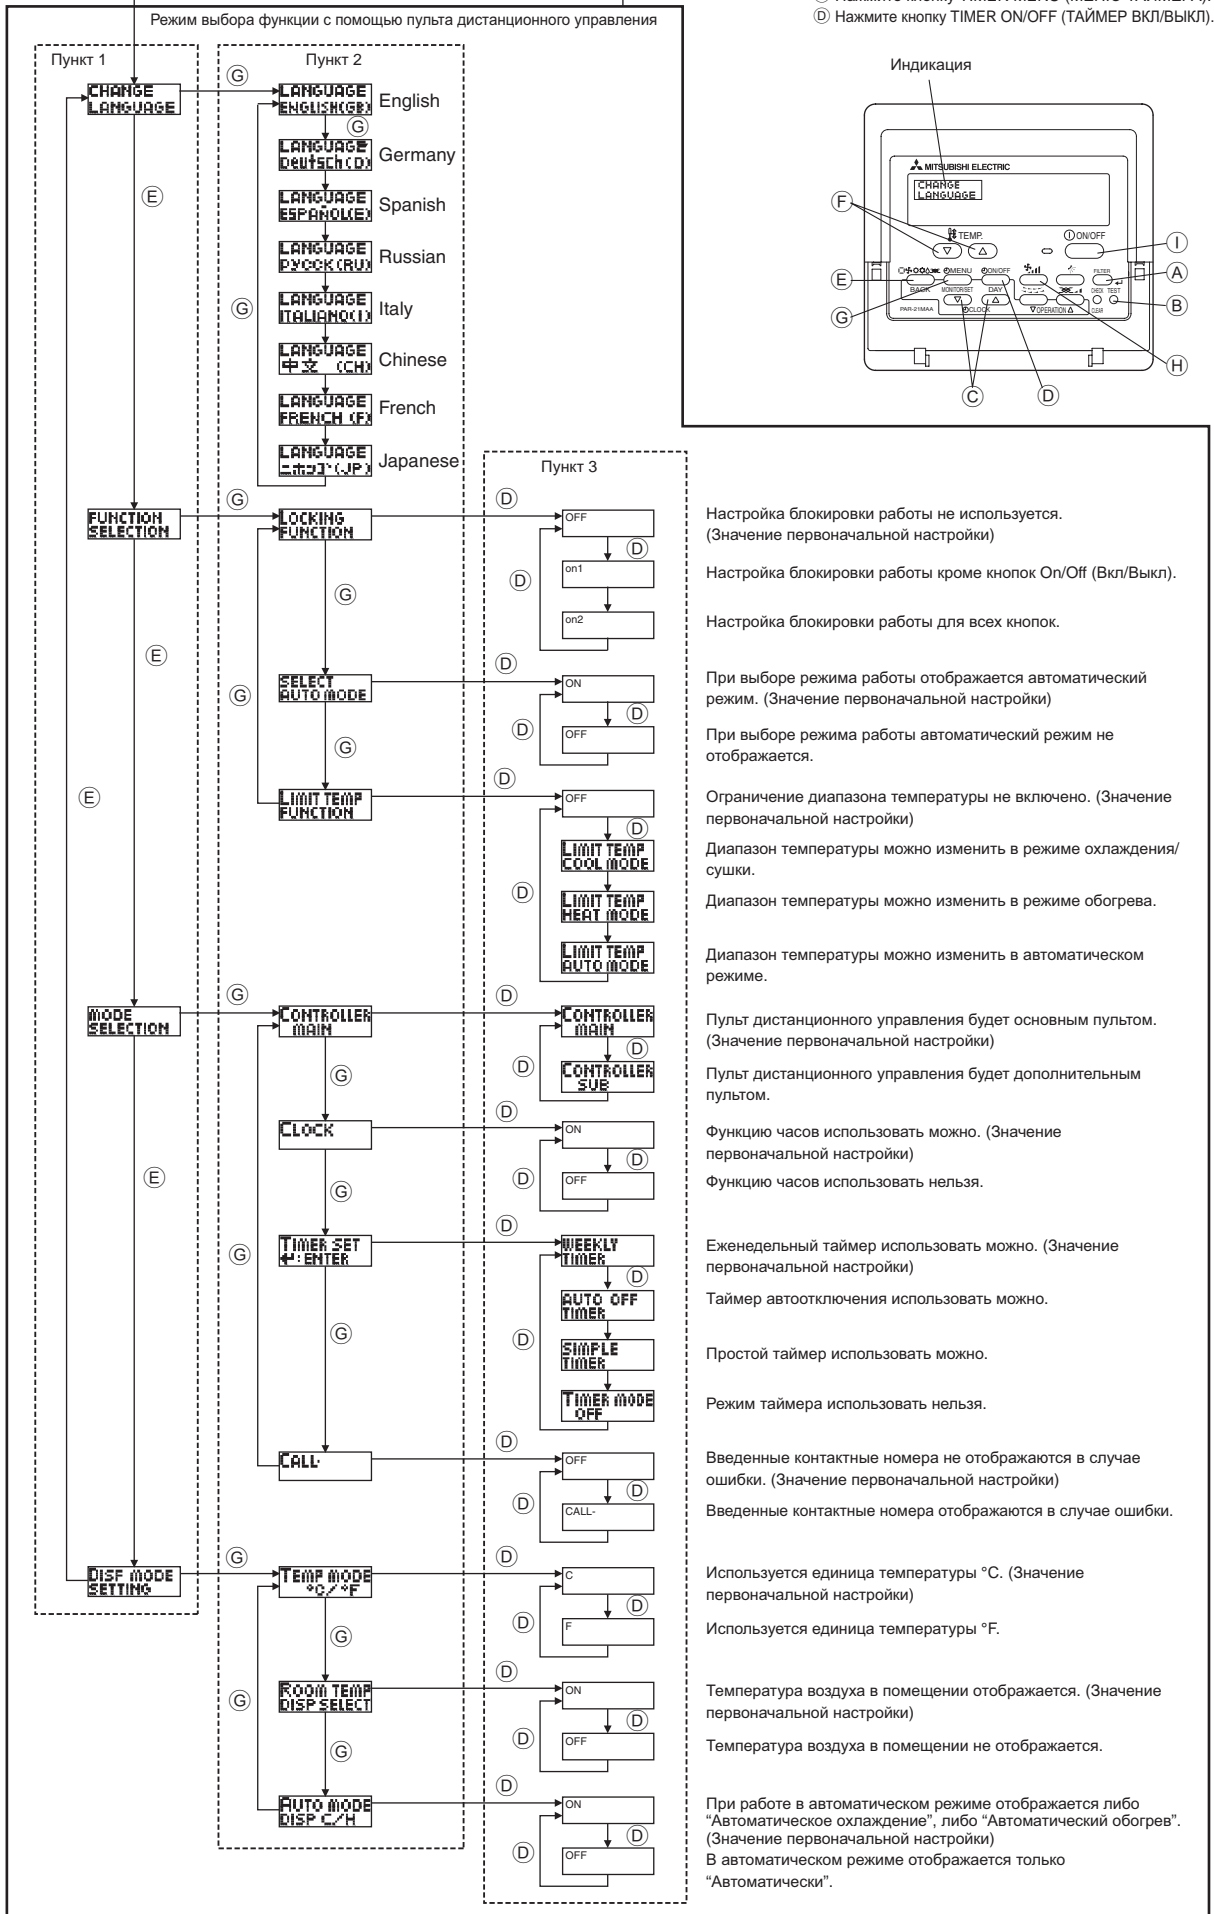 Режим выбора функции с помощью пульта дистанционного управления
Ⓓ Нажмите кнопку TIMER ON/OFF (ТАЙМЕР ВКЛ/ВЫКЛ).
Индикация
MITSUBISHI ELECTRIC
CHANGE
LANGUAGE
TEMP.
ON/OFF
MENU
ON/OFF
FILTER
BACK
MONITOR/SET
DAY
CHECK
TEST
PAR-21MAA
CLOCK
OPERATION
CLEAR
Ⓕ
Ⓔ
Ⓖ
Ⓒ
Ⓓ
Ⓘ
Ⓐ
Ⓑ
Ⓗ
Пункт 1
Пункт 2
CHANGE
LANGUAGE
Ⓖ
LANGUAGE
ENGLISH(GB)
English
Ⓖ
LANGUAGE
Deutsch(D)
Germany
Ⓔ
LANGUAGE
ESPAÑOL(E)
Spanish
LANGUAGE
РУССК(RU)
Russian
Ⓖ
LANGUAGE
ITALIANO(I)
Italy
LANGUAGE
中文 (CH)
Chinese
LANGUAGE
FRENCH (F)
French
LANGUAGE
ニホンゴ(JP)
Japanese
Пункт 3
FUNCTION
SELECTION
Ⓖ
LOCKING
FUNCTION
Ⓓ
OFF
Настройка блокировки работы не используется.
(Значение первоначальной настройки)
Ⓓ
Ⓓ
on1
Настройка блокировки работы кроме кнопок On/Off (Вкл/Выкл).
Ⓖ
on2
Настройка блокировки работы для всех кнопок.
Ⓔ
Ⓖ
SELECT
AUTO MODE
Ⓓ
ON
При выборе режима работы отображается автоматический
режим. (Значение первоначальной настройки)
Ⓓ
Ⓓ
OFF
При выборе режима работы автоматический режим не
отображается.
Ⓖ
Ⓔ
LIMIT TEMP
FUNCTION
Ⓓ
OFF
Ограничение диапазона температуры не включено. (Значение
первоначальной настройки)
Ⓓ
LIMIT TEMP
COOL MODE
Диапазон температуры можно изменить в режиме охлаждения/
сушки.
Ⓓ
LIMIT TEMP
HEAT MODE
Диапазон температуры можно изменить в режиме обогрева.
LIMIT TEMP
AUTO MODE
Диапазон температуры можно изменить в автоматическом
режиме.
MODE
SELECTION
Ⓖ
CONTROLLER
MAIN
Ⓓ
CONTROLLER
MAIN
Пульт дистанционного управления будет основным пультом.
(Значение первоначальной настройки)
Ⓓ
Ⓓ
Ⓖ
CONTROLLER
SUB
Пульт дистанционного управления будет дополнительным
пультом.
CLOCK
Ⓓ
ON
Функцию часов использовать можно. (Значение
первоначальной настройки)
Ⓓ
Ⓓ
Ⓔ
OFF
Функцию часов использовать нельзя.
Ⓖ
Ⓖ
TIMER SET
↵:ENTER
Ⓓ
WEEKLY
TIMER
Еженедельный таймер использовать можно. (Значение
первоначальной настройки)
Ⓓ
AUTO OFF
TIMER
Таймер автоотключения использовать можно.
Ⓖ
Ⓓ
SIMPLE
TIMER
Простой таймер использовать можно.
TIMER MODE
OFF
Режим таймера использовать нельзя.
CALL-
Ⓓ
OFF
Введенные контактные номера не отображаются в случае
ошибки. (Значение первоначальной настройки)
Ⓓ
Ⓓ
CALL-
Введенные контактные номера отображаются в случае ошибки.
DISP MODE
SETTING
Ⓖ
TEMP MODE
°C/°F
Ⓓ
C
Используется единица температуры °C. (Значение
первоначальной настройки)
Ⓓ
Ⓓ
F
Используется единица температуры °F.
Ⓖ
Ⓖ
ROOM TEMP
DISP SELECT
Ⓓ
ON
Температура воздуха в помещении отображается. (Значение
первоначальной настройки)
Ⓓ
Ⓓ
OFF
Температура воздуха в помещении не отображается.
Ⓖ
AUTO MODE
DISP C/H
Ⓓ
ON
При работе в автоматическом режиме отображается либо
“Автоматическое охлаждение”, либо “Автоматический обогрев”.
(Значение первоначальной настройки)
Ⓓ
Ⓓ
OFF
В автоматическом режиме отображается только
“Автоматически”.